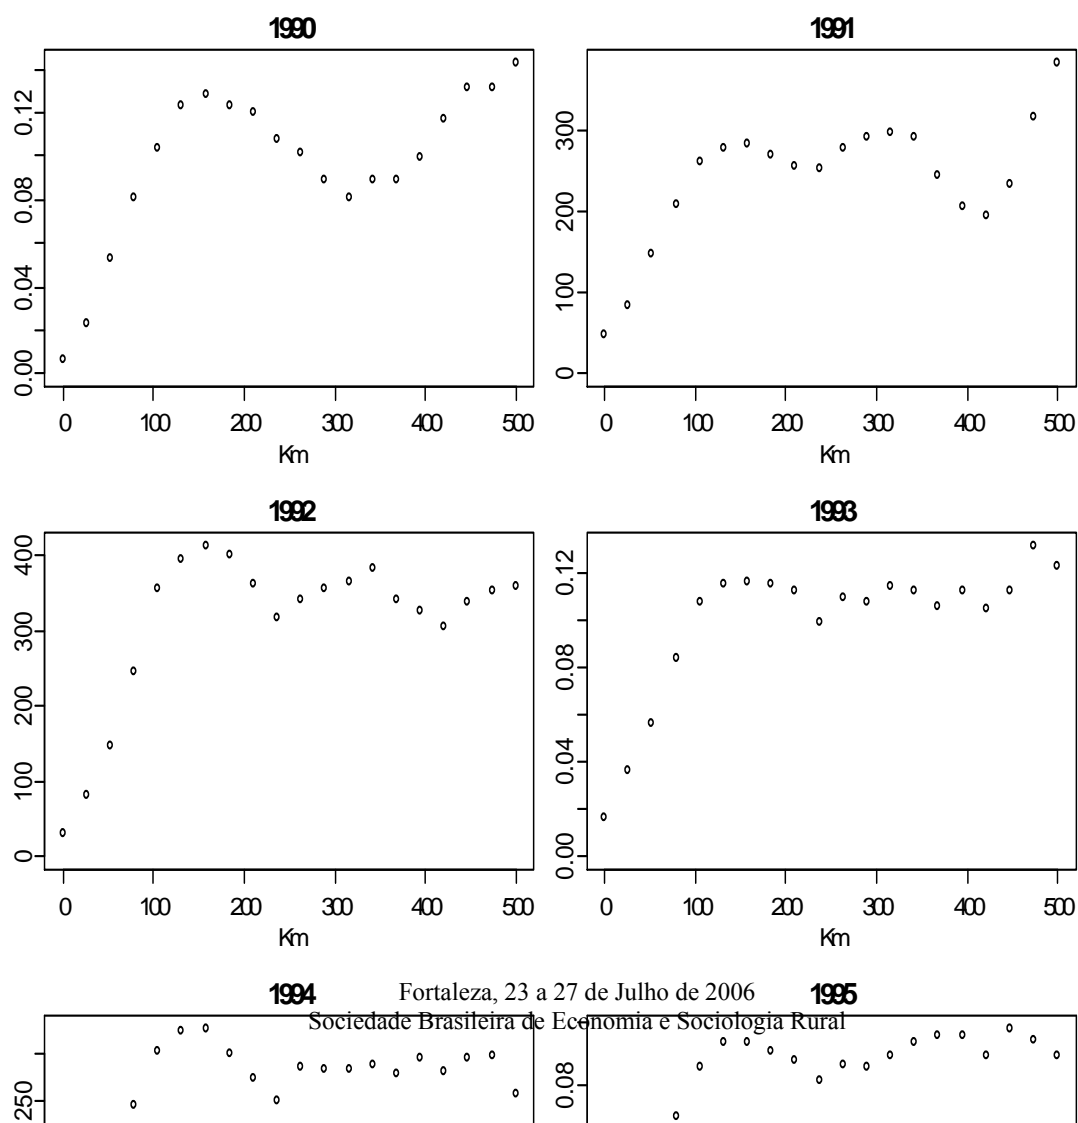 1990
0.00 0.04 0.08 0.12
0 100 200 300 400 500
Km
1991
0 100 200 300
0 100 200 300 400 500
Km
1992
0 100 200 300 400
0 100 200 300 400 500
Km
1993
0.00 0.04 0.08 0.12
0 100 200 300 400 500
Km
1994
250
1995
0.08
Fortaleza, 23 a 27 de Julho de 2006
Sociedade Brasileira de Economia e Sociologia Rural